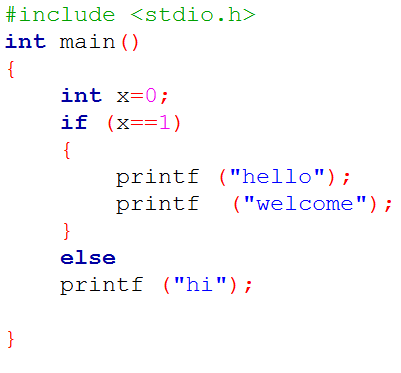 #include <stdio.h>
int main()
{
    int x=0;
    if (x==1)
    {
        printf ("hello");
        printf  ("welcome");
    }
    else
    printf ("hi");

}